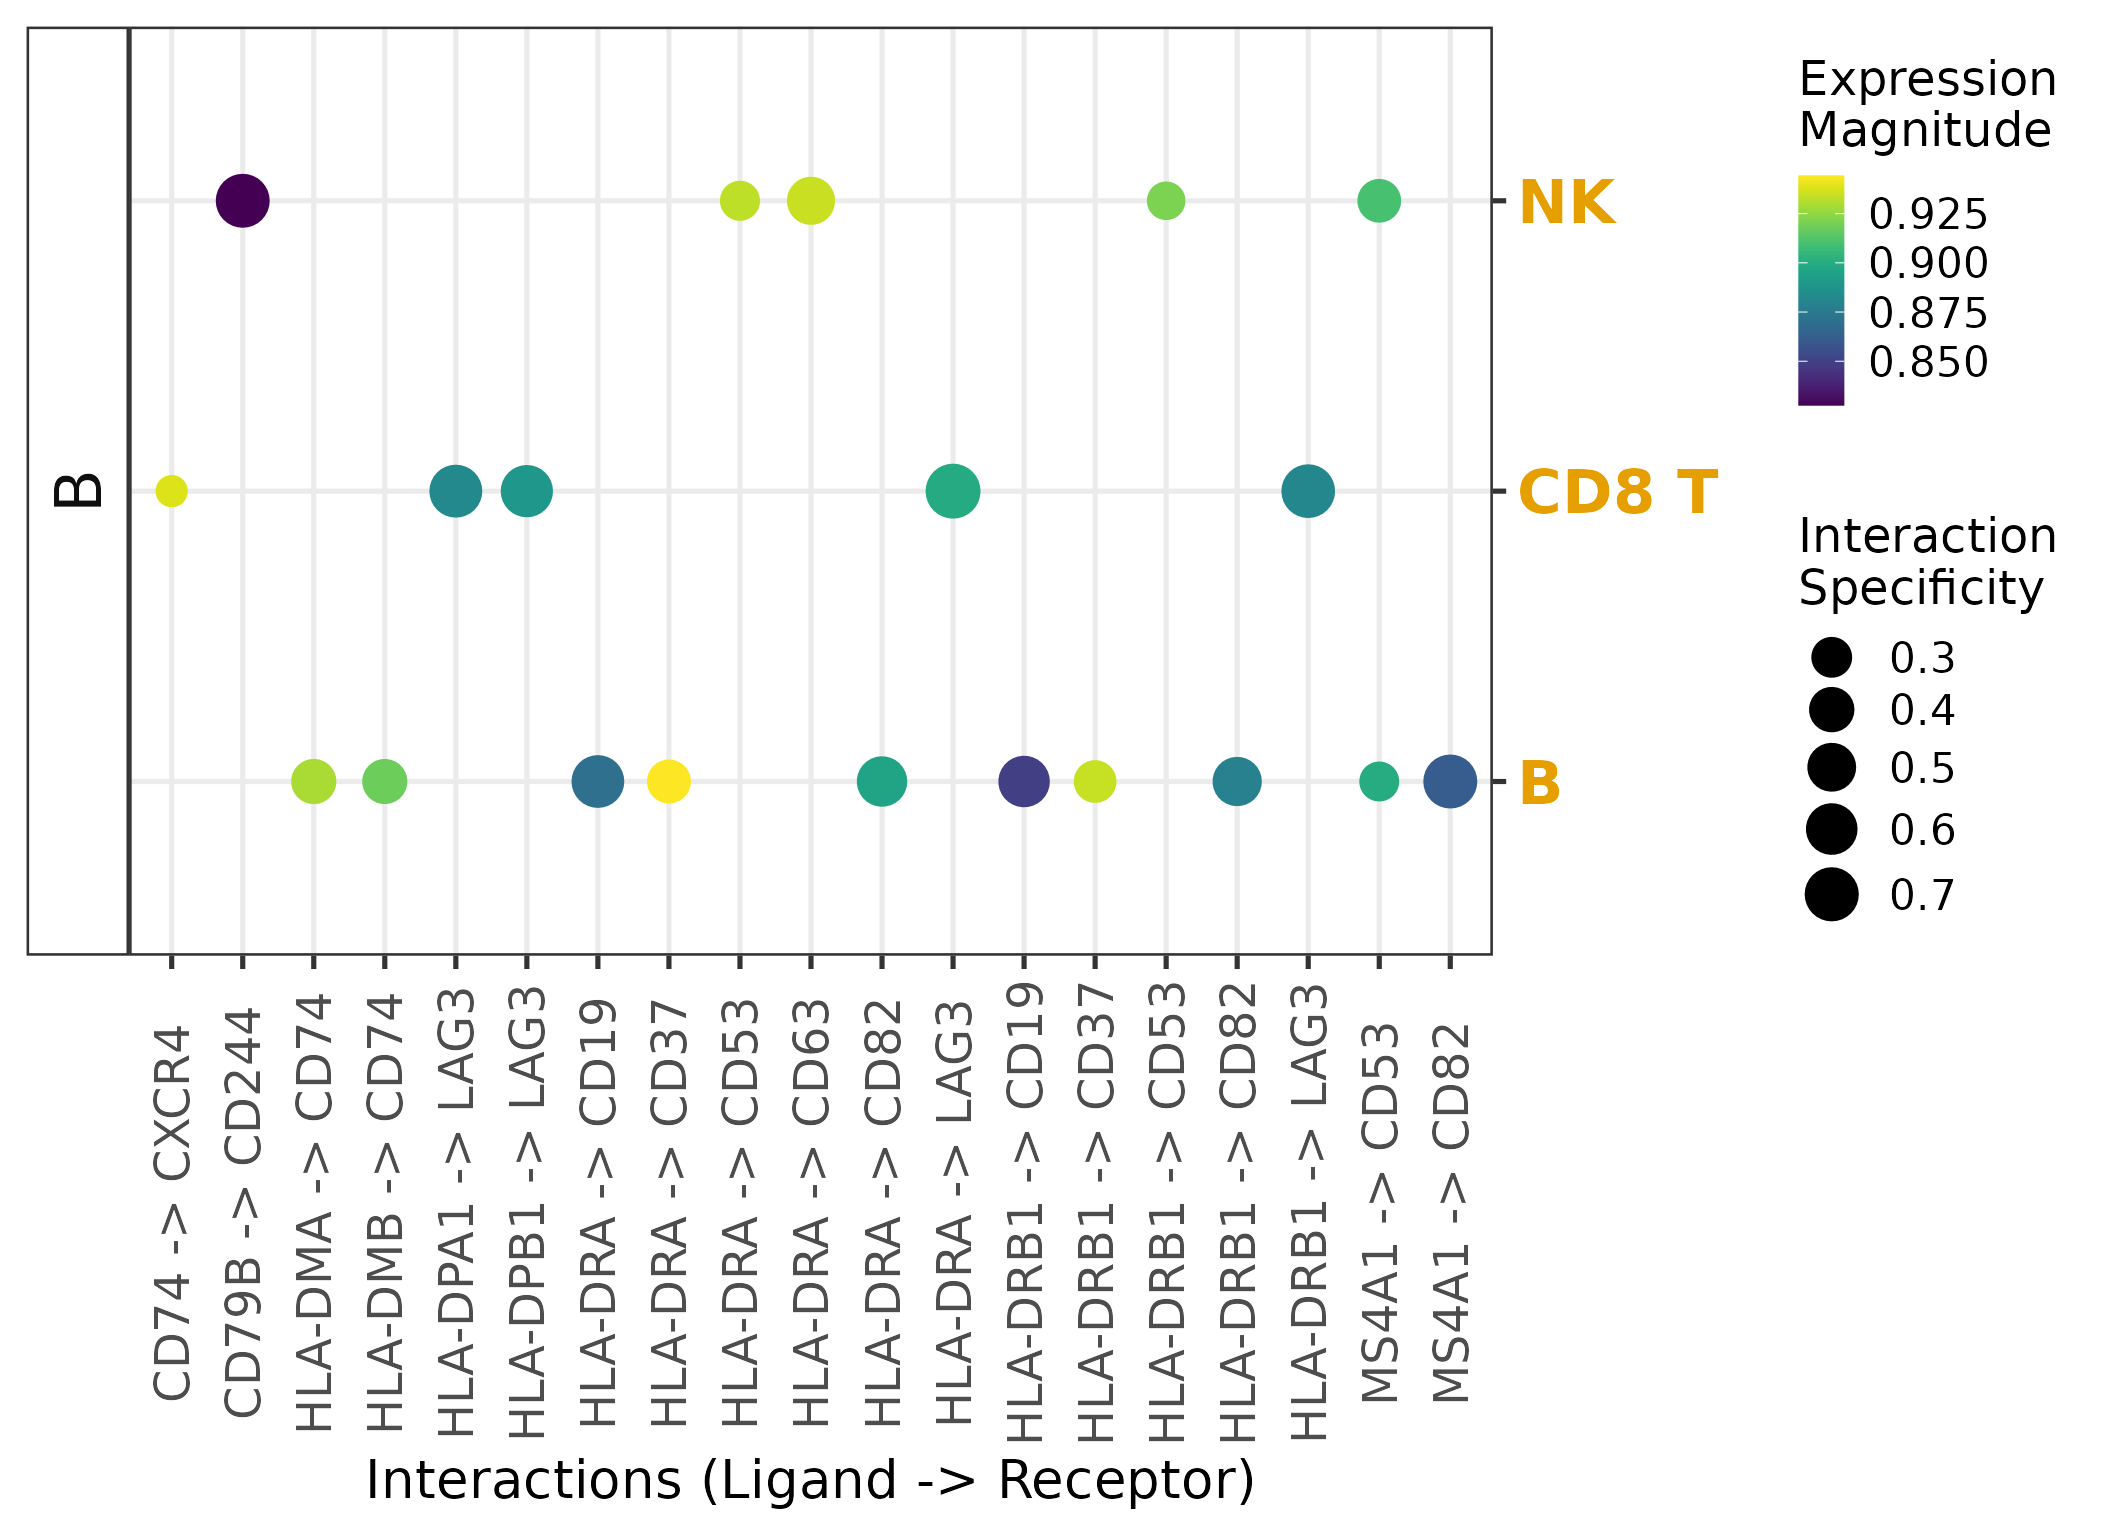 B
NK
CD8 T
B
CD74 -> CXCR4
CD79B -> CD244
HLA-DMA -> CD74
HLA-DMB -> CD74
HLA-DPA1 -> LAG3
HLA-DPB1 -> LAG3
HLA-DRA -> CD19
HLA-DRA -> CD37
HLA-DRA -> CD53
HLA-DRA -> CD63
HLA-DRA -> CD82
HLA-DRA -> LAG3
HLA-DRB1 -> CD19
HLA-DRB1 -> CD37
HLA-DRB1 -> CD53
HLA-DRB1 -> CD82
HLA-DRB1 -> LAG3
MS4A1 -> CD53
MS4A1 -> CD82
Interactions (Ligand -> Receptor)
Expression
Magnitude
0.925
0.900
0.875
0.850
Interaction
Specificity
0.3
0.4
0.5
0.6
0.7